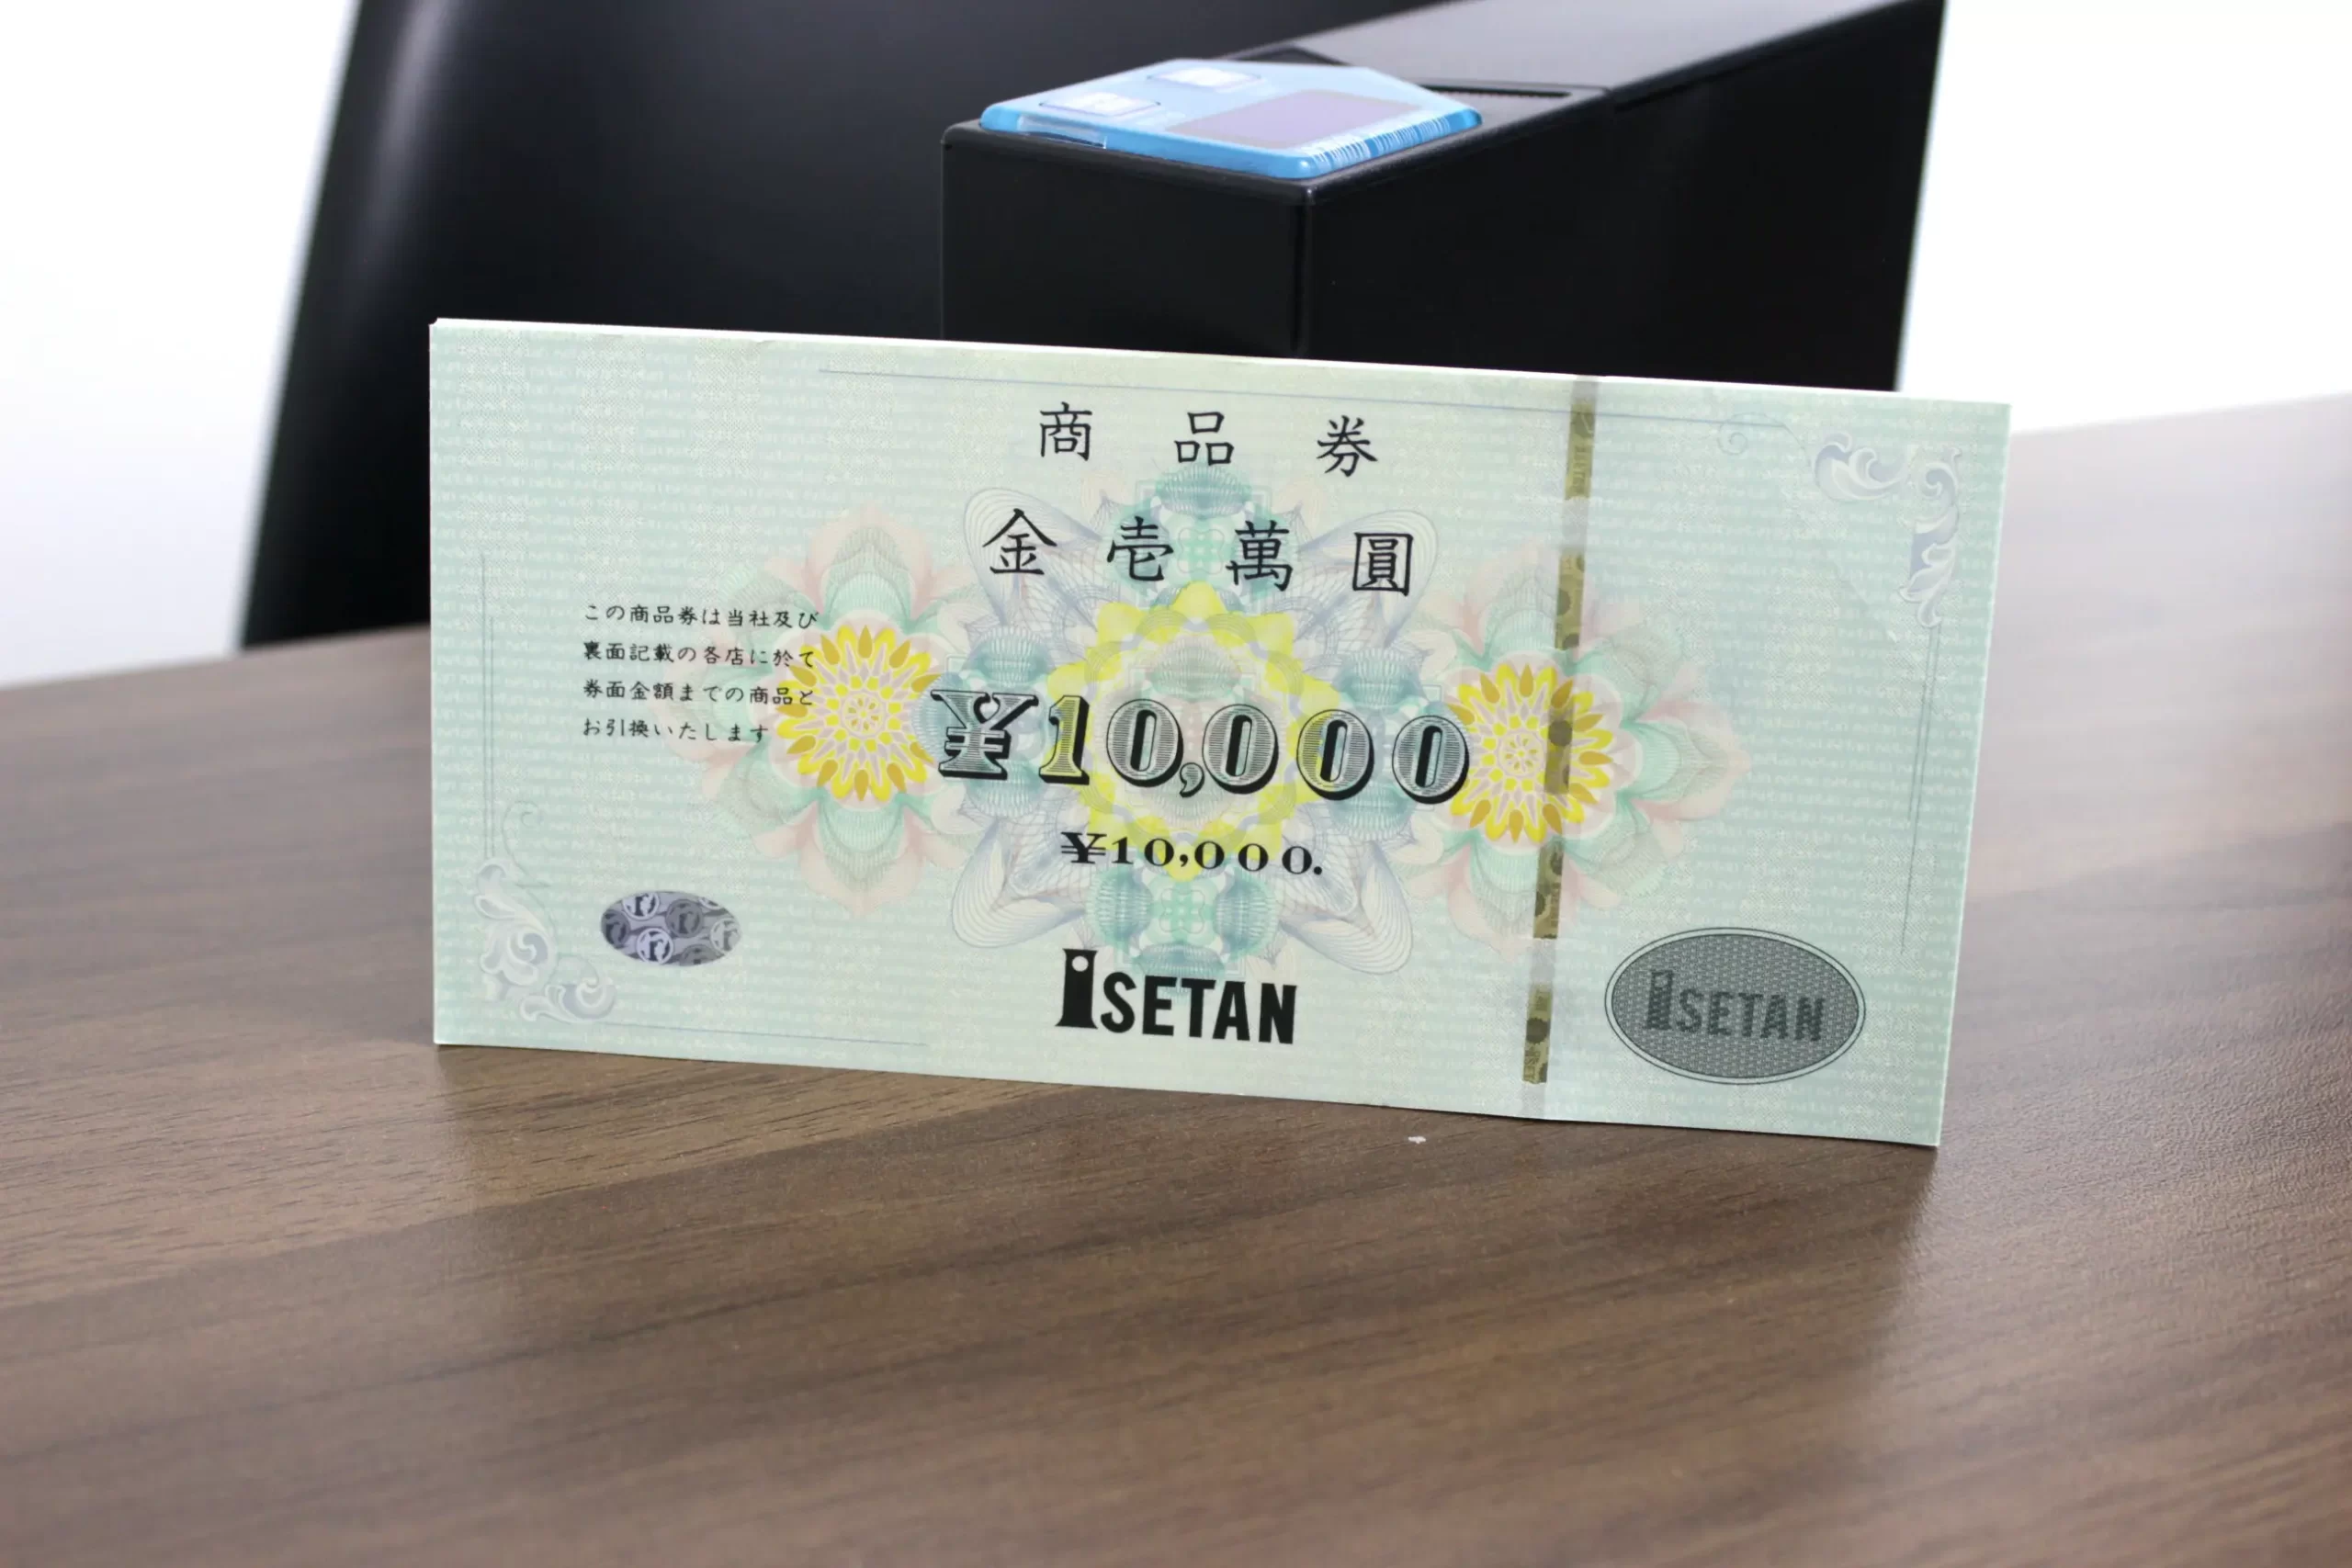 商品券
金壱萬圓
この商品券は当社及び
裏面記載の各店に於て
券面金額までの商品と
お引換いたします
¥10,000
¥10,000.
ISETAN
ISETAN